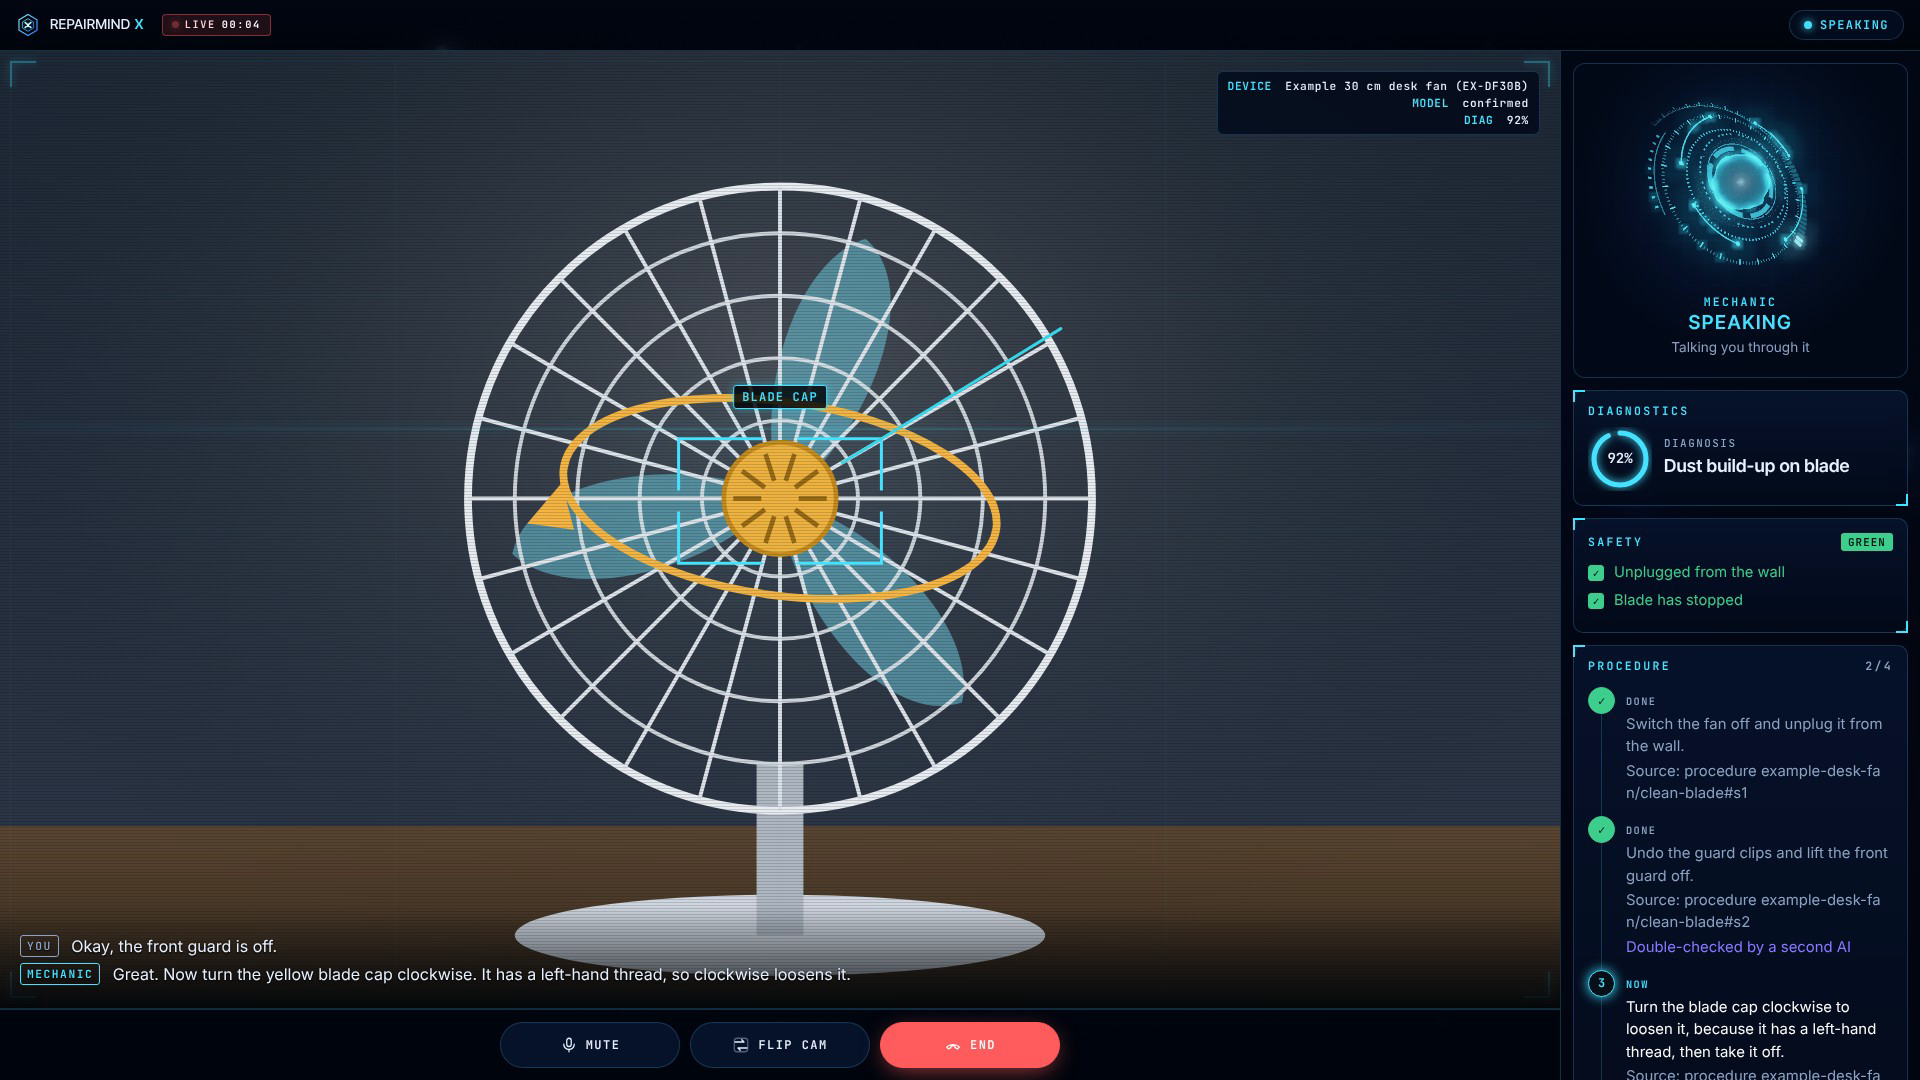 REPAIRMIND X
LIVE 00:04
SPEAKING
DEVICE Example 30 cm desk fan (EX-DF30B)
MODEL confirmed
DIAG 92%
BLADE CAP
YOU Okay, the front guard is off.
MECHANIC Great. Now turn the yellow blade cap clockwise. It has a left-hand thread, so clockwise loosens it.
MUTE
FLIP CAM
END
MECHANIC
SPEAKING
Talking you through it
DIAGNOSTICS
92%
DIAGNOSIS
Dust build-up on blade
SAFETY GREEN
Unplugged from the wall
Blade has stopped
PROCEDURE 2/4
DONE
Switch the fan off and unplug it from
the wall.
Source: procedure example-desk-fa
n/clean-blade#s1
DONE
Undo the guard clips and lift the front
guard off.
Source: procedure example-desk-fa
n/clean-blade#s2
Double-checked by a second AI
3 NOW
Turn the blade cap clockwise to
loosen it, because it has a left-hand
thread, then take it off.
Source: procedure example-desk-fa